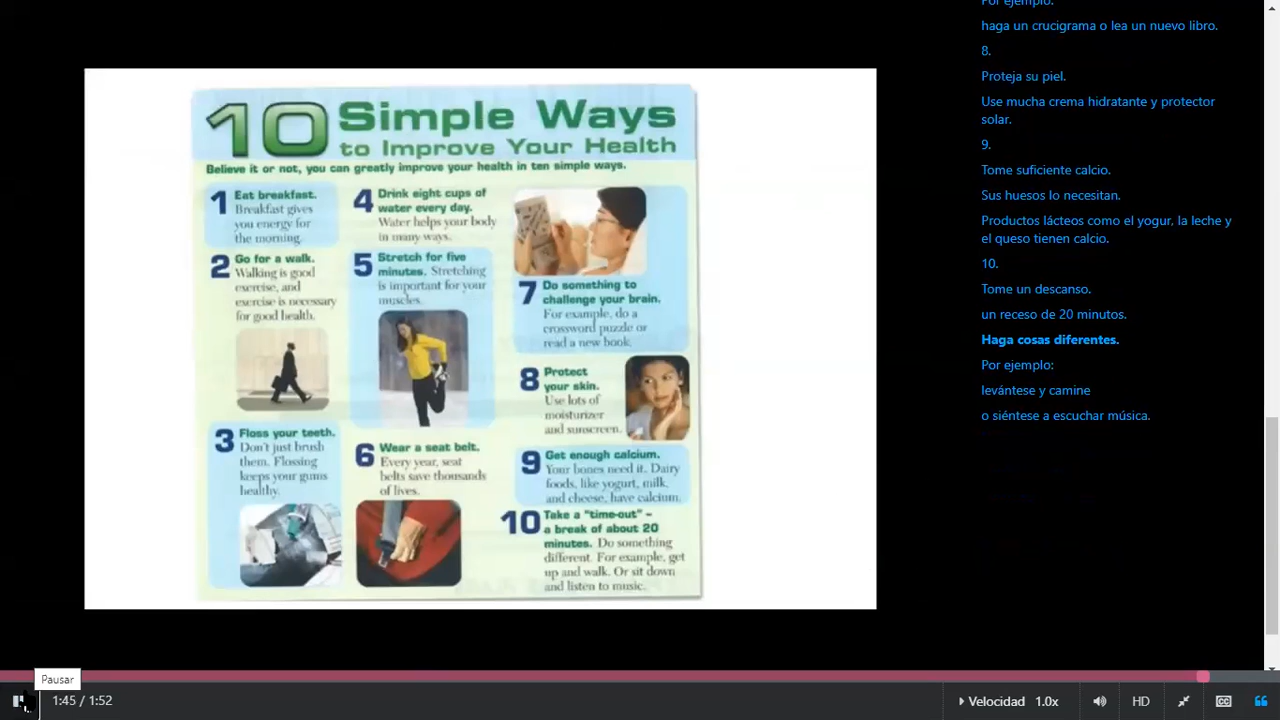 10 Simple Ways
to Improve Your Health
Believe it or not, you can greatly improve your health in ten simple ways.
1 Eat breakfast.
Breakfast gives
you energy for
the morning.
2 Go for a walk.
Walking is good
exercise, and
exercise is necessary
for good health.
3 Floss your teeth.
Don't just brush
them. Flossing
keeps your gums
healthy.
4 Drink eight cups of
water every day.
Water helps your body
in many ways.
5 Stretch for five
minutes. Stretching
is important for your
muscles.
6 Wear a seat belt.
Every year, seat
belts save thousands
of lives.
7 Do something to
challenge your brain.
For example, do a
crossword puzzle or
read a new book.
8 Protect
your skin.
Use lots of
moisturizer
and sunscreen.
9 Get enough calcium.
Your bones need it. Dairy
foods, like yogurt, milk,
and cheese, have calcium.
10 Take a "time-out" –
a break of about 20
minutes. Do something
different. For example, get
up and walk. Or sit down
and listen to music.
Por ejemplo:
haga un crucigrama o lea un nuevo libro.
8.
Proteja su piel.
Use mucha crema hidratante y protector
solar.
9.
Tome suficiente calcio.
Sus huesos lo necesitan.
Productos lácteos como el yogur, la leche y
el queso tienen calcio.
10.
Tome un descanso.
un receso de 20 minutos.
Haga cosas diferentes.
Por ejemplo:
levántese y camine
o siéntese a escuchar música.
Pausar
1:45 / 1:52
Velocidad 1.0x
HD
CC